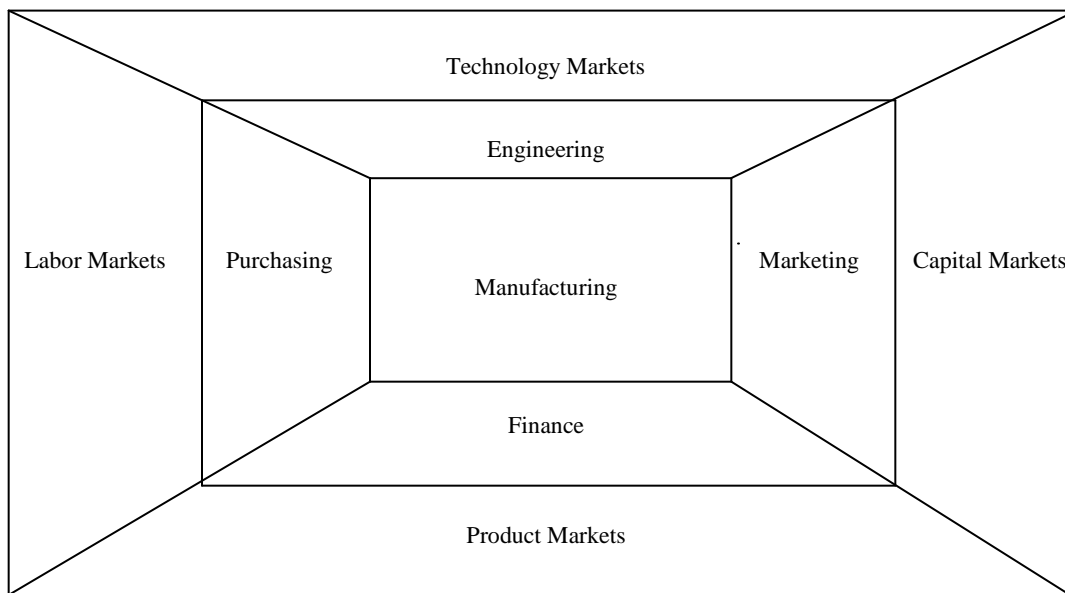 Technology Markets
Engineering
Labor Markets
Purchasing
Manufacturing
Marketing
Capital Markets
Finance
Product Markets